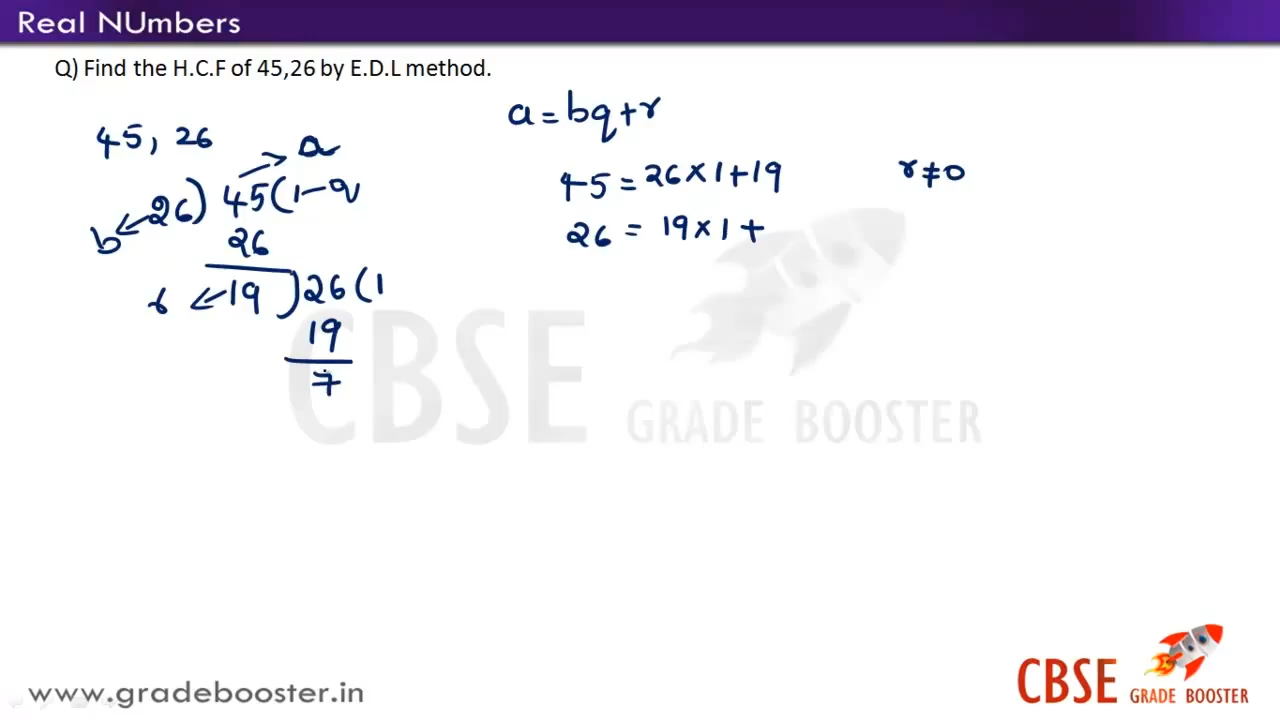 Real NUmbers
Q) Find the H.C.F of 45,26 by E.D.L method.
a = bq + r
45, 26
a
45 = 26 × 1 + 19
r ≠ 0
26) 45 (1 - q
b
26 = 19 × 1 +
26
r
19) 26 (1
19
7
CBSE
GRADE BOOSTER
CBSE
GRADE BOOSTER
www.gradebooster.in